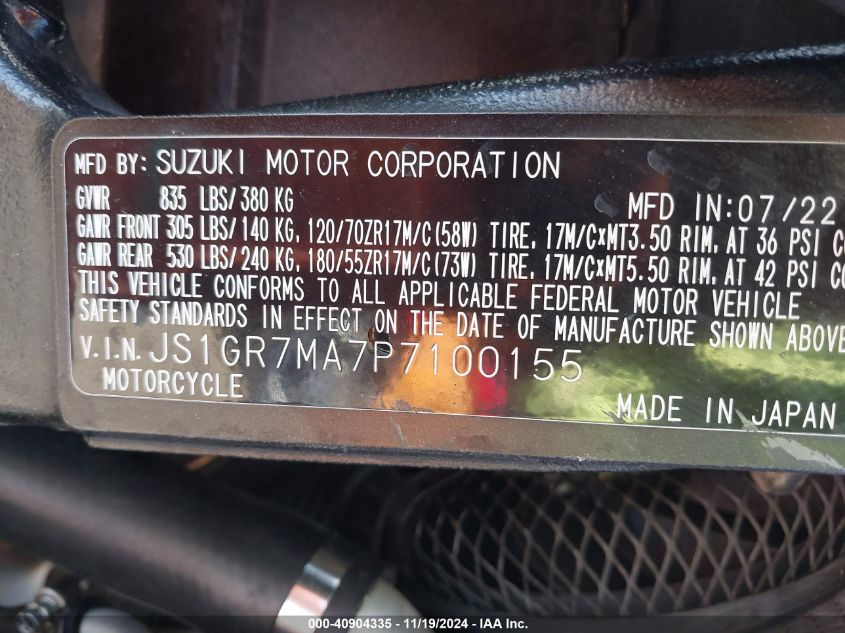 MFD BY: SUZUKI MOTOR CORPORATION
GVWR 835 LBS/380 KG
MFD IN:07/22
GAWR FRONT 305 LBS/140 KG, 120/70ZR17M/C(58W) TIRE, 17M/C×MT3.50 RIM, AT 36 PSI
GAWR REAR 530 LBS/240 KG, 180/55ZR17M/C(73W) TIRE, 17M/C×MT5.50 RIM, AT 42 PSI
THIS VEHICLE CONFORMS TO ALL APPLICABLE FEDERAL MOTOR VEHICLE
SAFETY STANDARDS IN EFFECT ON THE DATE OF MANUFACTURE SHOWN ABOVE
V.I.N. JS1GR7MA7P7100155
MOTORCYCLE
MADE IN JAPAN
000-40904335 - 11/19/2024 - IAA, Inc.